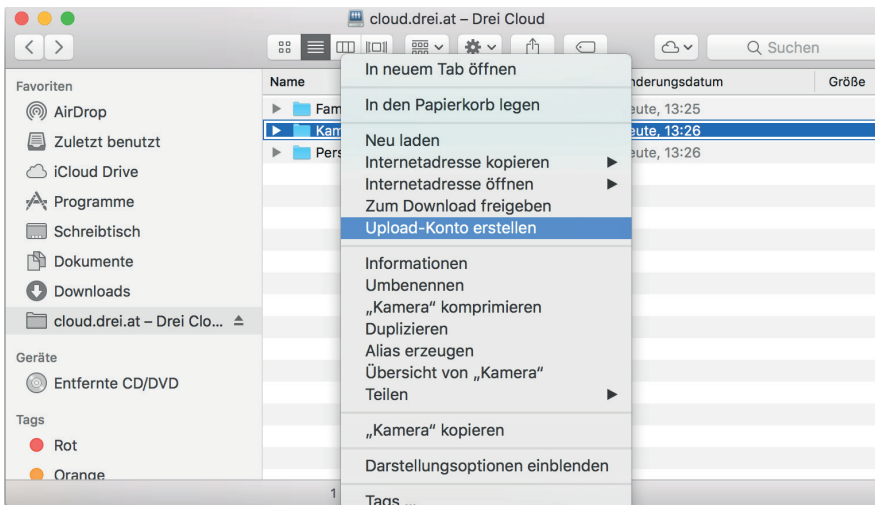 cloud.drei.at – Drei Cloud
Suchen
Favoriten
AirDrop
Zuletzt benutzt
iCloud Drive
Programme
Schreibtisch
Dokumente
Downloads
cloud.drei.at – Drei Clo...
Geräte
Entfernte CD/DVD
Tags
Rot
Orange
Name
nderungsdatum
Größe
Fam
eute, 13:25
Kam
eute, 13:26
Pers
eute, 13:26
1
In neuem Tab öffnen
In den Papierkorb legen
Neu laden
Internetadresse kopieren
Internetadresse öffnen
Zum Download freigeben
Upload-Konto erstellen
Informationen
Umbenennen
„Kamera“ komprimieren
Duplizieren
Alias erzeugen
Übersicht von „Kamera“
Teilen
„Kamera“ kopieren
Darstellungsoptionen einblenden
Tags ...